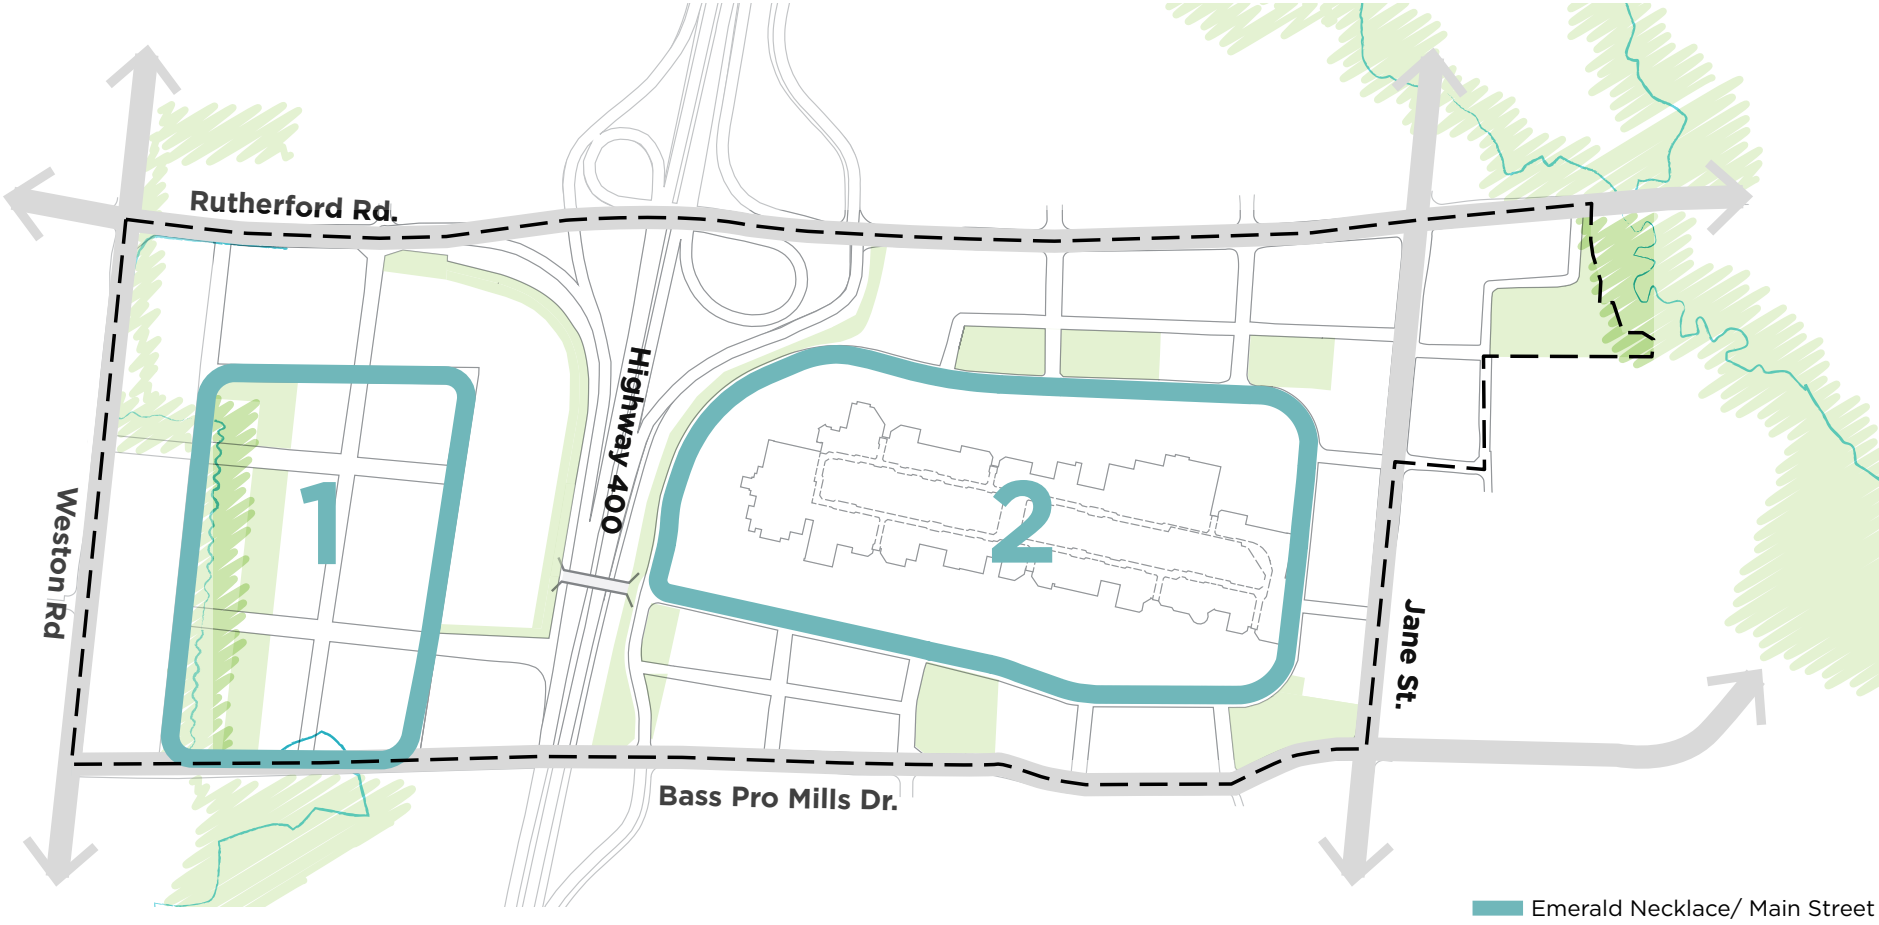 Rutherford Rd.
Highway 400
1
2
Weston Rd
Jane St.
Bass Pro Mills Dr.
Emerald Necklace/ Main Street